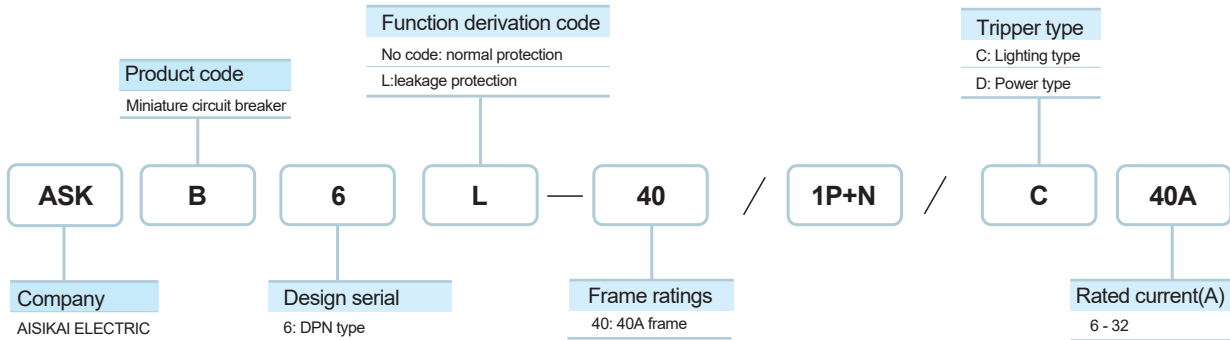 Function derivation code
No code: normal protection
L:leakage protection
Tripper type
C: Lighting type
D: Power type
Product code
Miniature circuit breaker
ASK B 6 L — 40 / 1P+N / C 40A
Company
AISIKAI ELECTRIC
Design serial
6: DPN type
Frame ratings
40: 40A frame
Rated current(A)
6 - 32